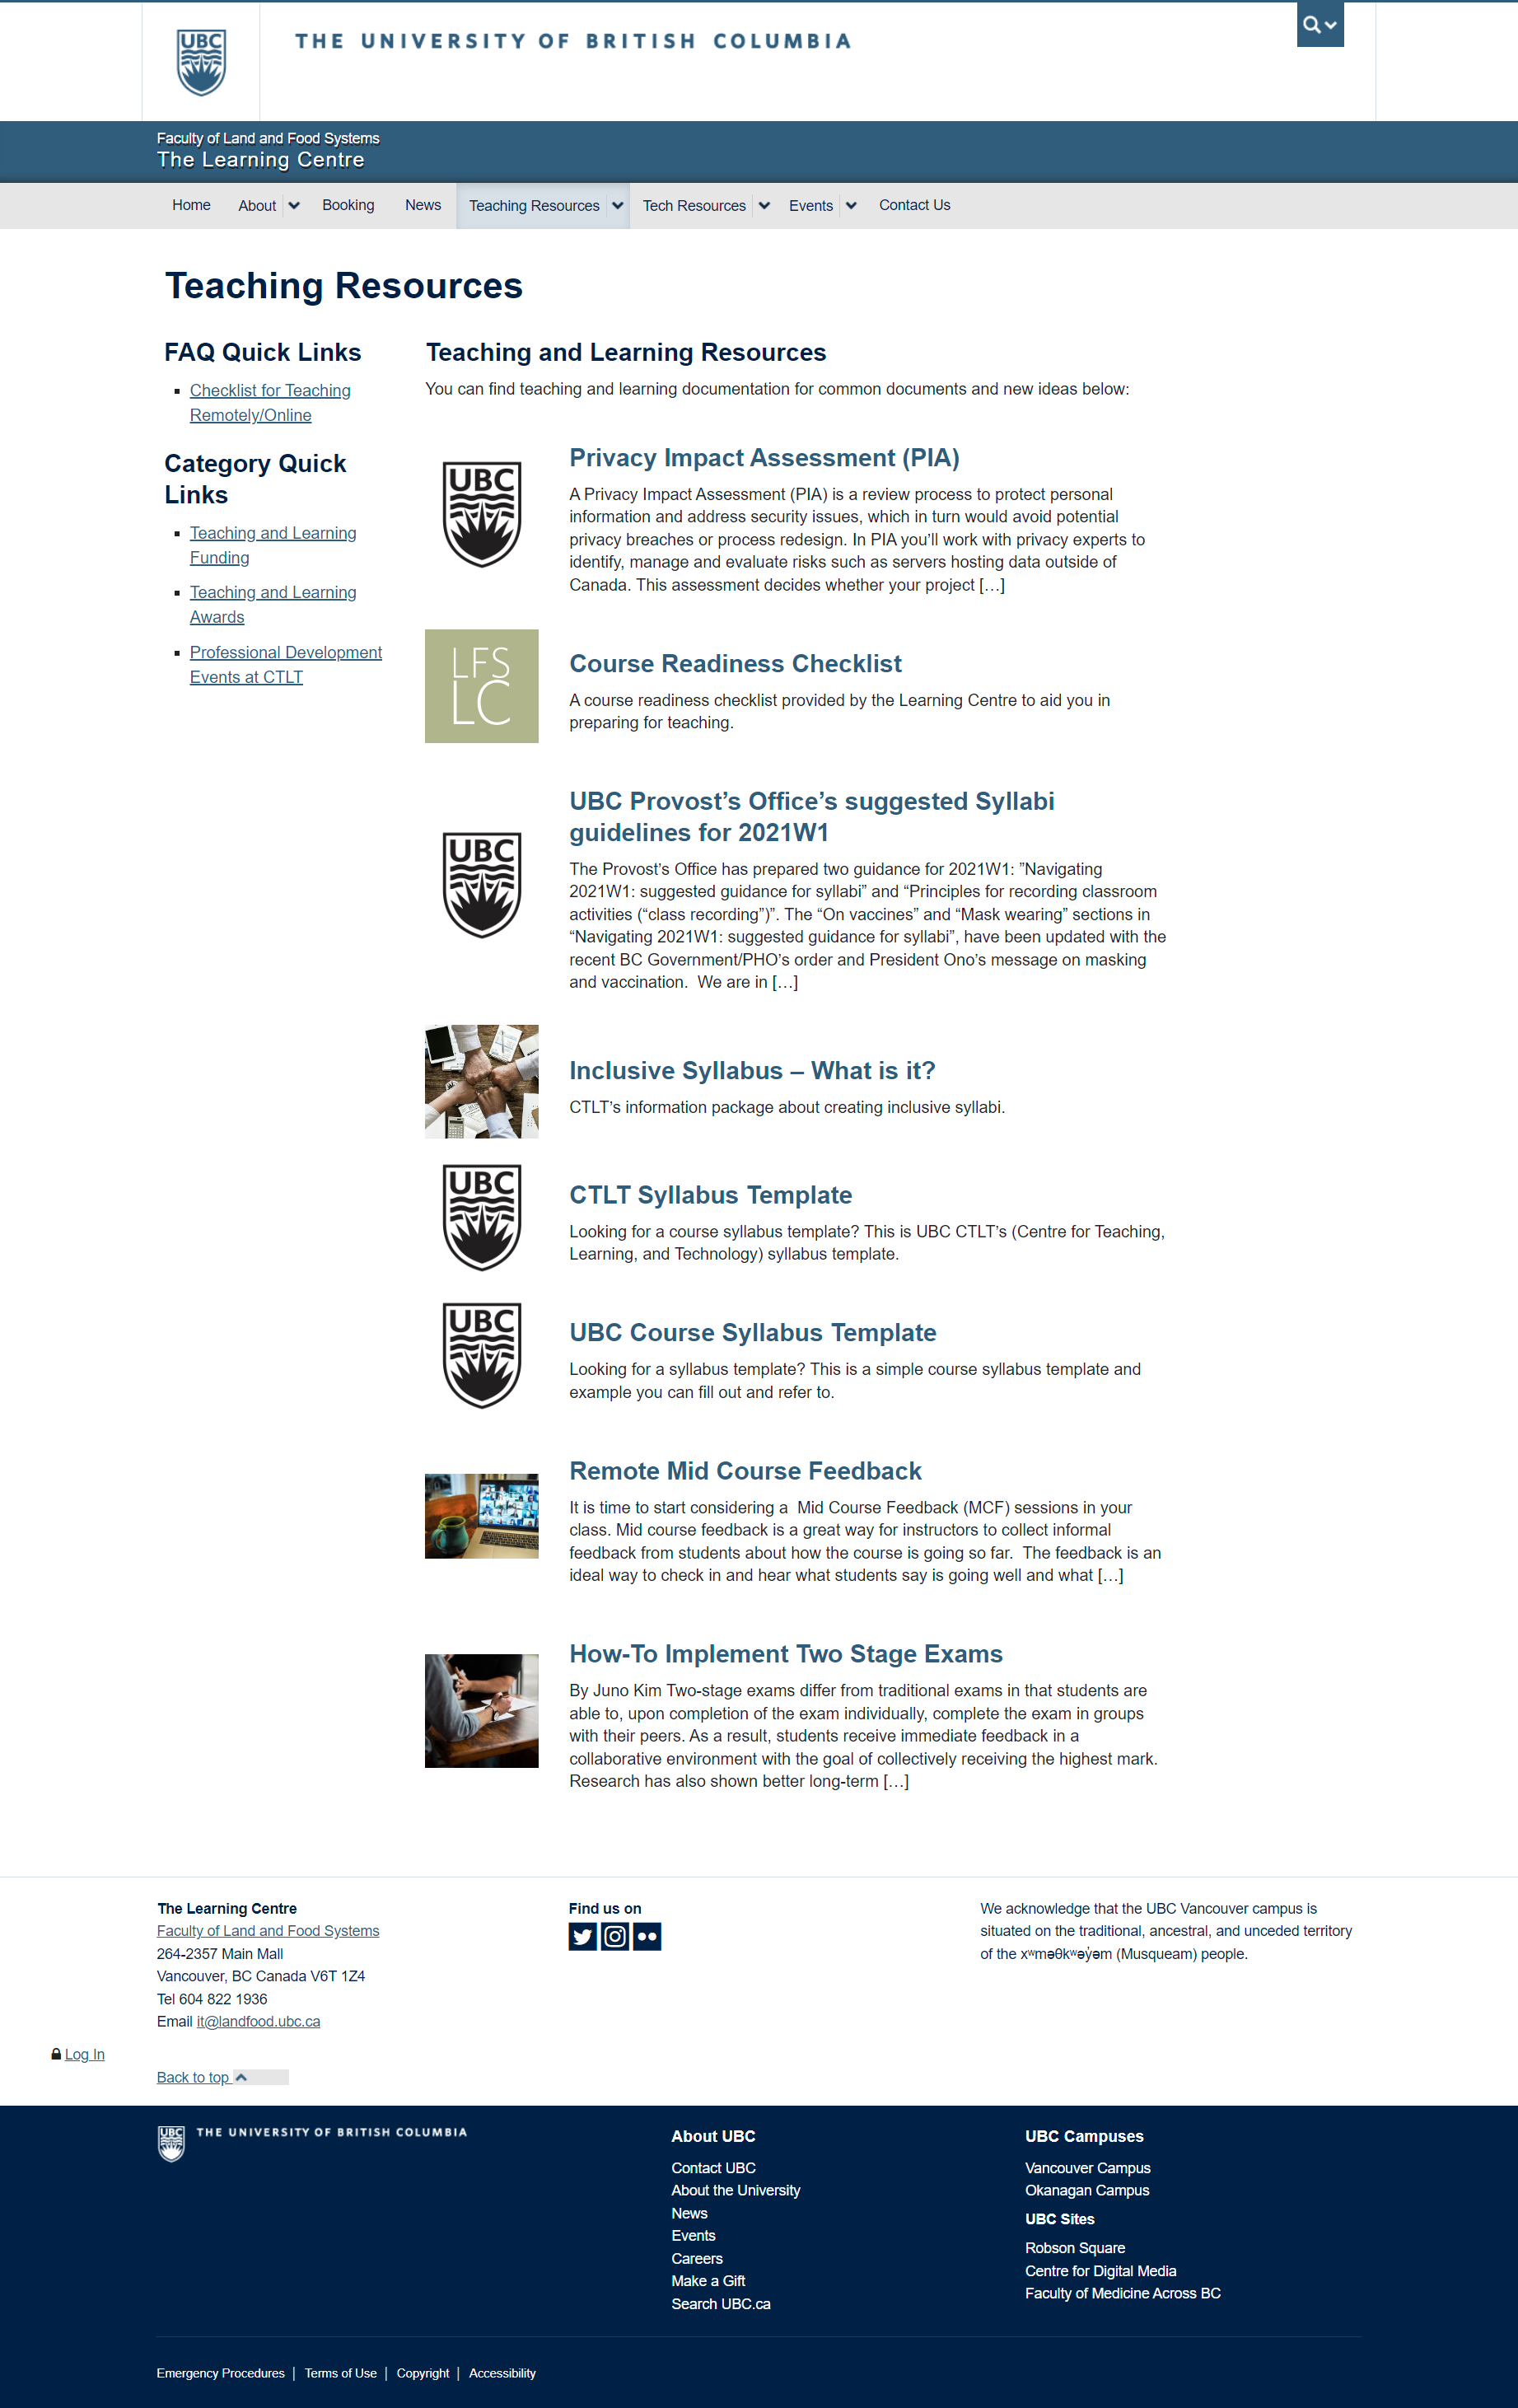 UBC
THE UNIVERSITY OF BRITISH COLUMBIA
Faculty of Land and Food Systems
The Learning Centre
Home About Booking News Teaching Resources Tech Resources Events Contact Us
Teaching Resources
FAQ Quick Links
Checklist for Teaching
Remotely/Online
Category Quick
Links
Teaching and Learning
Funding
Teaching and Learning
Awards
Professional Development
Events at CTLT
Teaching and Learning Resources
You can find teaching and learning documentation for common documents and new ideas below:
UBC
Privacy Impact Assessment (PIA)
A Privacy Impact Assessment (PIA) is a review process to protect personal
information and address security issues, which in turn would avoid potential
privacy breaches or process redesign. In PIA you’ll work with privacy experts to
identify, manage and evaluate risks such as servers hosting data outside of
Canada. This assessment decides whether your project […]
LFS
LC
Course Readiness Checklist
A course readiness checklist provided by the Learning Centre to aid you in
preparing for teaching.
UBC
UBC Provost’s Office’s suggested Syllabi
guidelines for 2021W1
The Provost’s Office has prepared two guidance for 2021W1: ”Navigating
2021W1: suggested guidance for syllabi” and “Principles for recording classroom
activities (“class recording”)”. The “On vaccines” and “Mask wearing” sections in
“Navigating 2021W1: suggested guidance for syllabi”, have been updated with the
recent BC Government/PHO’s order and President Ono’s message on masking
and vaccination.  We are in […]
Inclusive Syllabus – What is it?
CTLT’s information package about creating inclusive syllabi.
UBC
CTLT Syllabus Template
Looking for a course syllabus template? This is UBC CTLT’s (Centre for Teaching,
Learning, and Technology) syllabus template.
UBC
UBC Course Syllabus Template
Looking for a syllabus template? This is a simple course syllabus template and
example you can fill out and refer to.
Remote Mid Course Feedback
It is time to start considering a  Mid Course Feedback (MCF) sessions in your
class. Mid course feedback is a great way for instructors to collect informal
feedback from students about how the course is going so far.  The feedback is an
ideal way to check in and hear what students say is going well and what […]
How-To Implement Two Stage Exams
By Juno Kim Two-stage exams differ from traditional exams in that students are
able to, upon completion of the exam individually, complete the exam in groups
with their peers. As a result, students receive immediate feedback in a
collaborative environment with the goal of collectively receiving the highest mark.
Research has also shown better long-term […]
The Learning Centre
Faculty of Land and Food Systems
264-2357 Main Mall
Vancouver, BC Canada V6T 1Z4
Tel 604 822 1936
Email it@landfood.ubc.ca
Find us on
We acknowledge that the UBC Vancouver campus is
situated on the traditional, ancestral, and unceded territory
of the xʷməθkʷəy̓əm (Musqueam) people.
Log In
Back to top
UBC
THE UNIVERSITY OF BRITISH COLUMBIA
About UBC
Contact UBC
About the University
News
Events
Careers
Make a Gift
Search UBC.ca
UBC Campuses
Vancouver Campus
Okanagan Campus
UBC Sites
Robson Square
Centre for Digital Media
Faculty of Medicine Across BC
Emergency Procedures | Terms of Use | Copyright | Accessibility